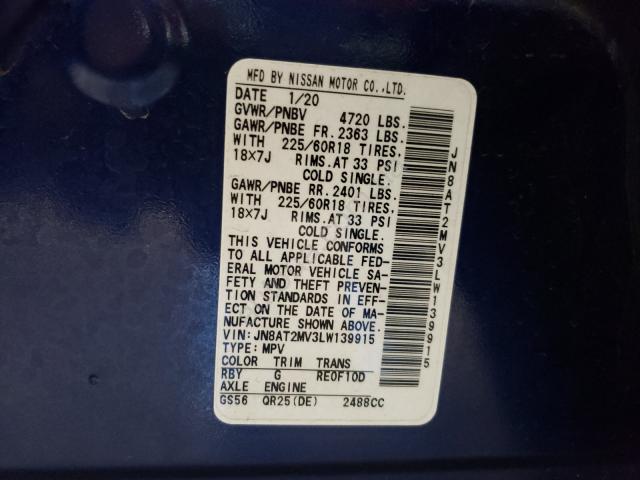 MFD BY NISSAN MOTOR CO.,LTD.
DATE 1/20
GVWR/PNBV 4720 LBS.
GAWR/PNBE FR. 2363 LBS.
WITH 225/60R18 TIRES,
18X7J RIMS. AT 33 PSI
COLD SINGLE.
GAWR/PNBE RR. 2401 LBS.
WITH 225/60R18 TIRES,
18X7J RIMS. AT 33 PSI
COLD SINGLE.
THIS VEHICLE CONFORMS
TO ALL APPLICABLE FED-
ERAL MOTOR VEHICLE SA-
FETY AND THEFT PREVEN-
TION STANDARDS IN EFF-
ECT ON THE DATE OF MA-
NUFACTURE SHOWN ABOVE.
VIN: JN8AT2MV3LW139915
TYPE: MPV
COLOR TRIM TRANS
RBY G RE0F10D
AXLE ENGINE
GS56 QR25(DE) 2488CC
JN8AT2MV3LW139915